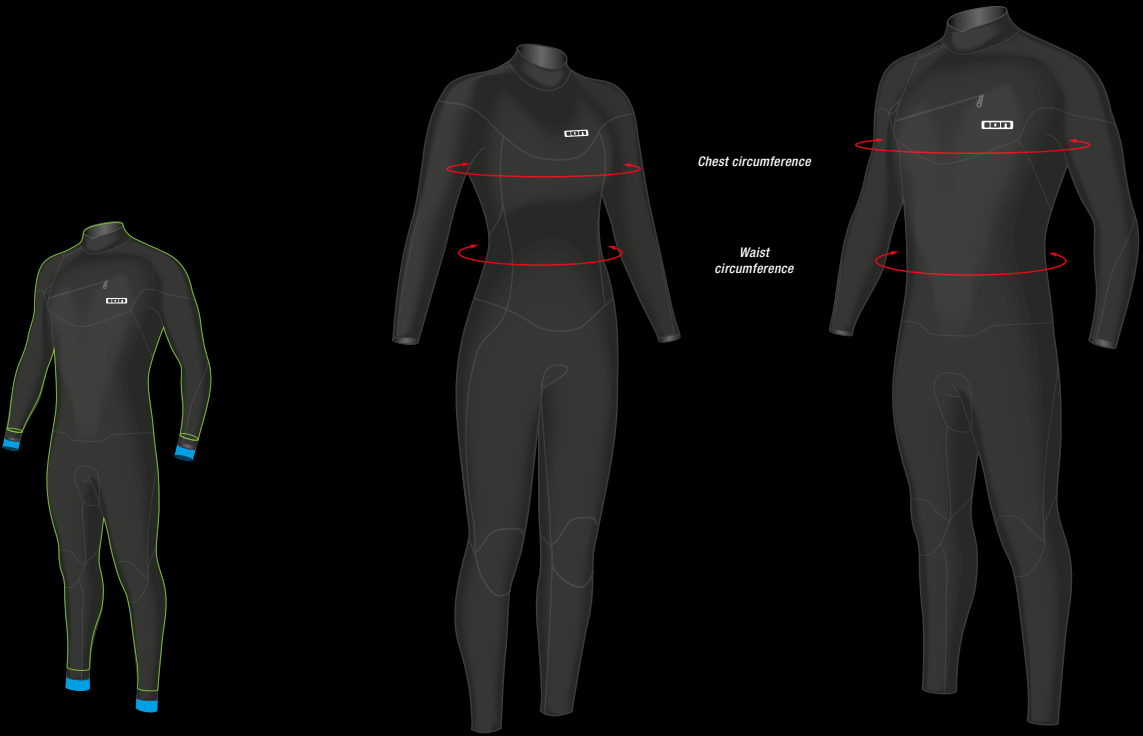 ION
ION
ION
Chest circumference
Waist
circumference